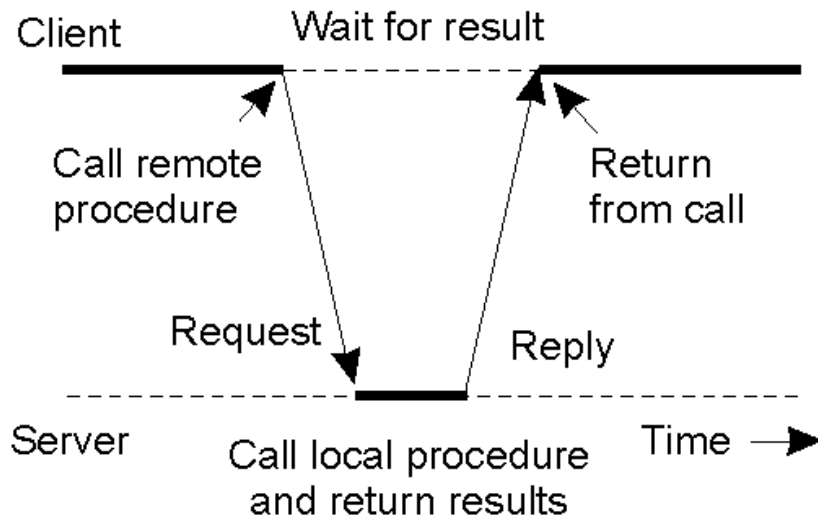 Client
Wait for result
Call remote
procedure
Return
from call
Request
Reply
Server
Call local procedure
and return results
Time